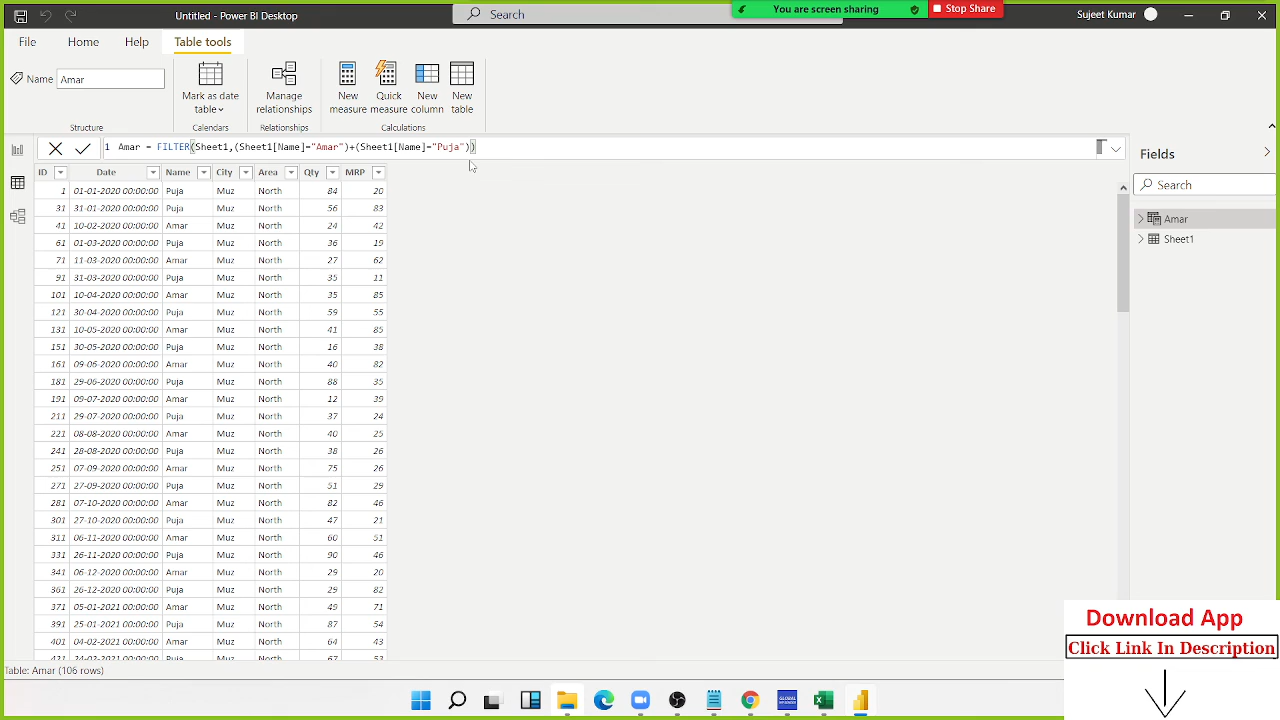 Untitled - Power BI Desktop
Search
You are screen sharing
Stop Share
Sujeet Kumar
File Home Help Table tools
Name Amar
Mark as date table
Manage relationships
New measure
Quick measure
New column
New table
Structure Calendars Relationships Calculations
1 Amar = FILTER(Sheet1,(Sheet1[Name]="Amar")+(Sheet1[Name]="Puja"))
Fields
Search
Amar
Sheet1
ID Date Name City Area Qty MRP
1 01-01-2020 00:00:00 Puja Muz North 84 20
31 31-01-2020 00:00:00 Puja Muz North 56 83
41 10-02-2020 00:00:00 Amar Muz North 24 42
61 01-03-2020 00:00:00 Puja Muz North 36 19
71 11-03-2020 00:00:00 Amar Muz North 27 62
91 31-03-2020 00:00:00 Puja Muz North 35 11
101 10-04-2020 00:00:00 Amar Muz North 35 85
121 30-04-2020 00:00:00 Puja Muz North 59 55
131 10-05-2020 00:00:00 Amar Muz North 41 85
151 30-05-2020 00:00:00 Puja Muz North 16 38
161 09-06-2020 00:00:00 Amar Muz North 40 82
181 29-06-2020 00:00:00 Puja Muz North 88 35
191 09-07-2020 00:00:00 Amar Muz North 12 39
211 29-07-2020 00:00:00 Puja Muz North 37 24
221 08-08-2020 00:00:00 Amar Muz North 40 25
241 28-08-2020 00:00:00 Puja Muz North 38 26
251 07-09-2020 00:00:00 Amar Muz North 75 26
271 27-09-2020 00:00:00 Puja Muz North 51 29
281 07-10-2020 00:00:00 Amar Muz North 82 46
301 27-10-2020 00:00:00 Puja Muz North 47 21
311 06-11-2020 00:00:00 Amar Muz North 60 51
331 26-11-2020 00:00:00 Puja Muz North 90 46
341 06-12-2020 00:00:00 Amar Muz North 29 20
361 26-12-2020 00:00:00 Puja Muz North 29 82
371 05-01-2021 00:00:00 Amar Muz North 49 71
391 25-01-2021 00:00:00 Puja Muz North 87 54
401 04-02-2021 00:00:00 Amar Muz North 64 43
421 24-02-2021 00:00:00 Puja Muz North 67 53
Table: Amar (106 rows)
Download App
Click Link In Description